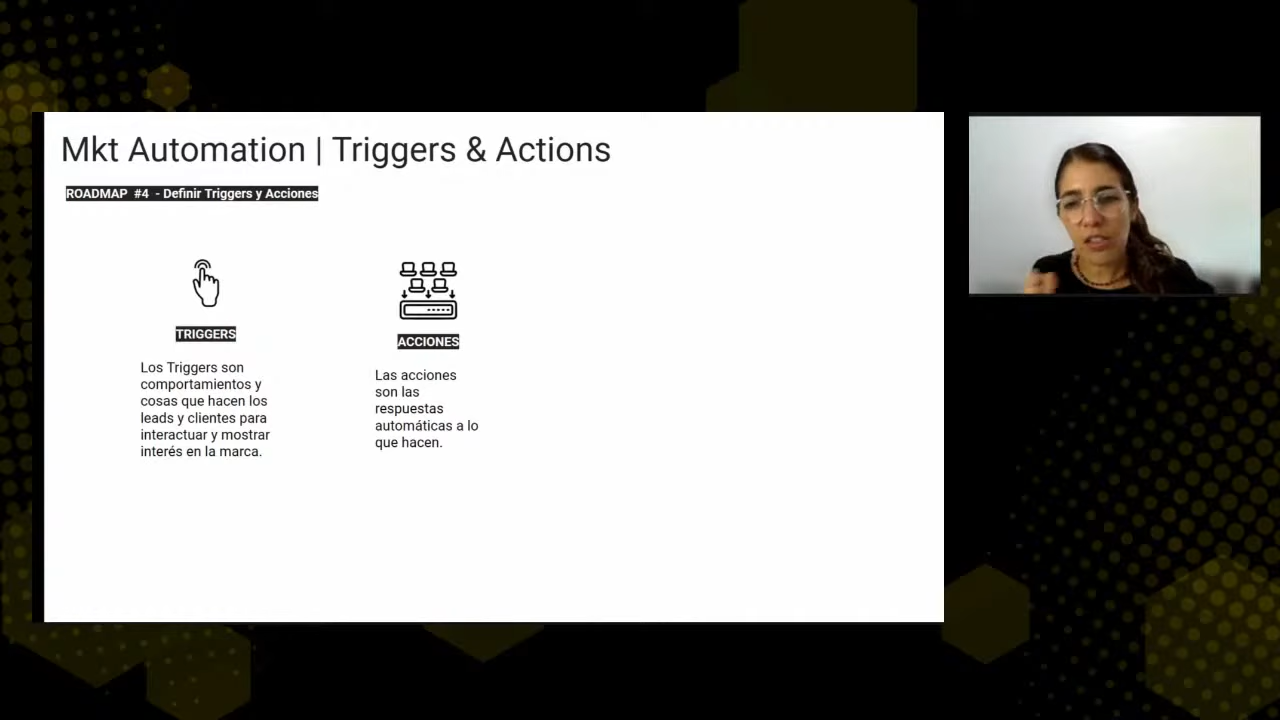 Mkt Automation | Triggers & Actions
ROADMAP #4 - Definir Triggers y Acciones
TRIGGERS
Los Triggers son
comportamientos y
cosas que hacen los
leads y clientes para
interactuar y mostrar
interés en la marca.
ACCIONES
Las acciones
son las
respuestas
automáticas a lo
que hacen.